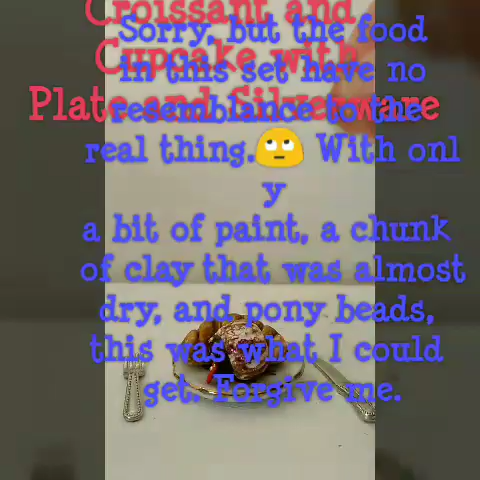 Croissant and
Cupcake with
Plate and Silverware
Sorry, but the food
in this set have no
resemblance to the
real thing.🙄 With onl
y
a bit of paint, a chunk
of clay that was almost
dry, and pony beads,
this was what I could
get. Forgive me.